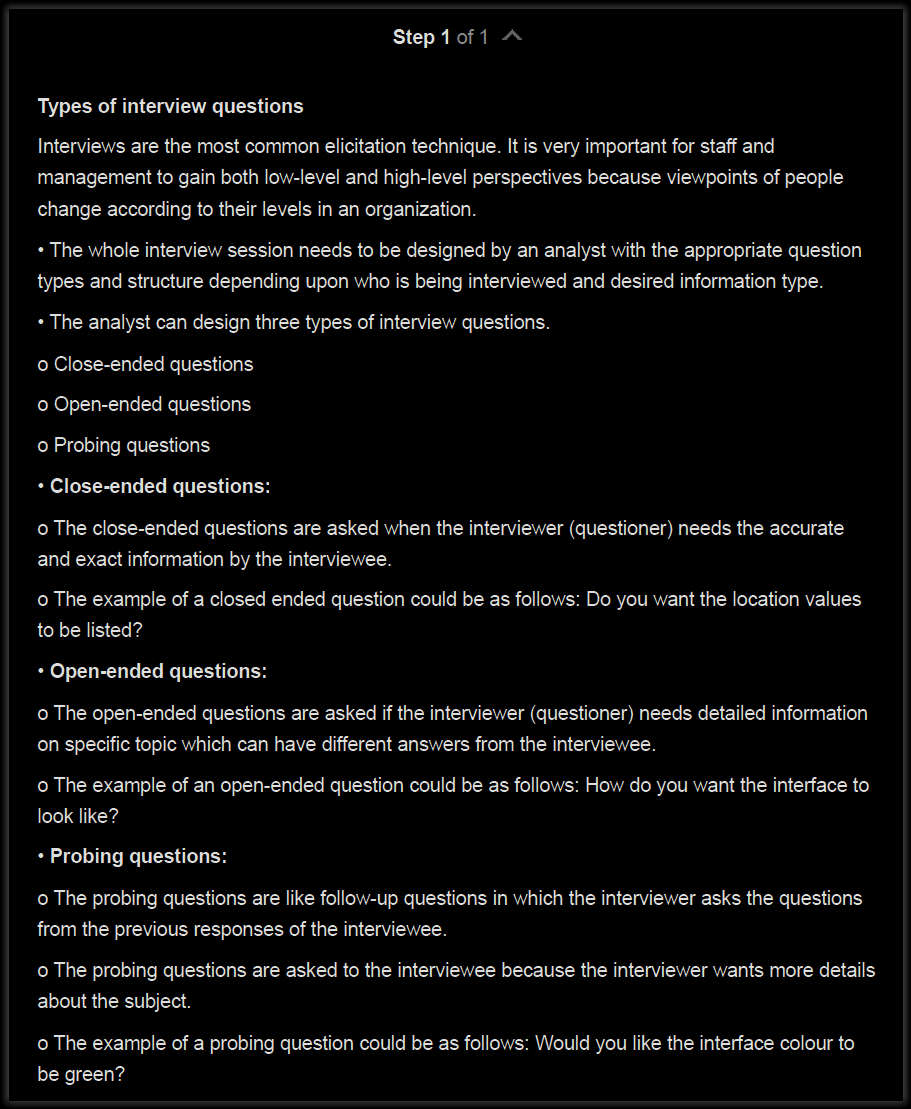 Step 1 of 1
Types of interview questions
Interviews are the most common elicitation technique. It is very important for staff and
management to gain both low-level and high-level perspectives because viewpoints of people
change according to their levels in an organization.
• The whole interview session needs to be designed by an analyst with the appropriate question
types and structure depending upon who is being interviewed and desired information type.
• The analyst can design three types of interview questions.
o Close-ended questions
o Open-ended questions
o Probing questions
• Close-ended questions:
o The close-ended questions are asked when the interviewer (questioner) needs the accurate
and exact information by the interviewee.
o The example of a closed ended question could be as follows: Do you want the location values
to be listed?
• Open-ended questions:
o The open-ended questions are asked if the interviewer (questioner) needs detailed information
on specific topic which can have different answers from the interviewee.
o The example of an open-ended question could be as follows: How do you want the interface to
look like?
• Probing questions:
o The probing questions are like follow-up questions in which the interviewer asks the questions
from the previous responses of the interviewee.
o The probing questions are asked to the interviewee because the interviewer wants more details
about the subject.
o The example of a probing question could be as follows: Would you like the interface colour to
be green?